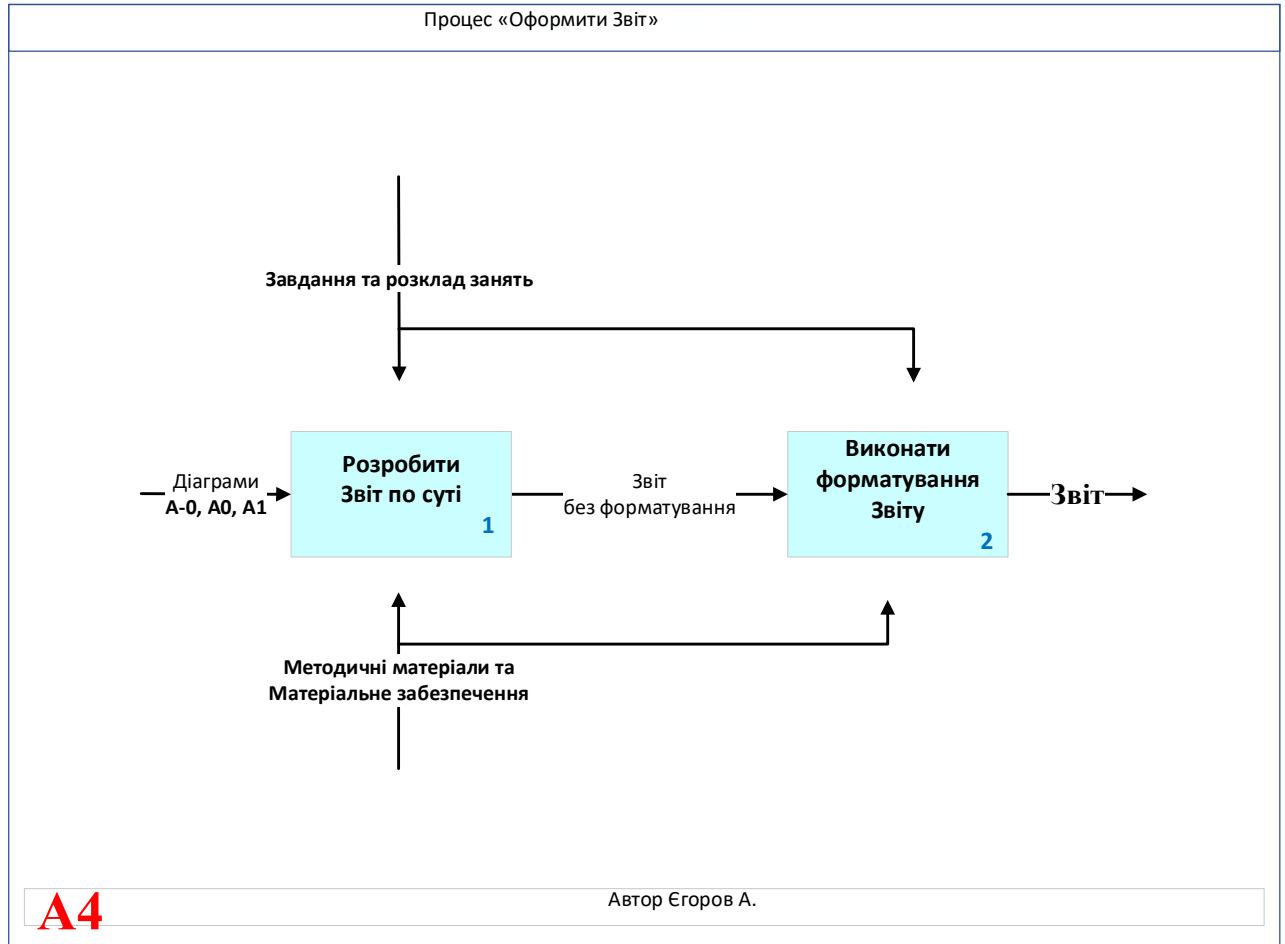 Процес «Оформити Звіт»
Завдання та розклад занять
Діаграми
А-0, А0, А1
Розробити
Звіт по суті
1
Звіт
без форматування
Виконати
форматування
Звіту
2
Звіт
Методичні матеріали та
Матеріальне забезпечення
А4
Автор Єгоров А.